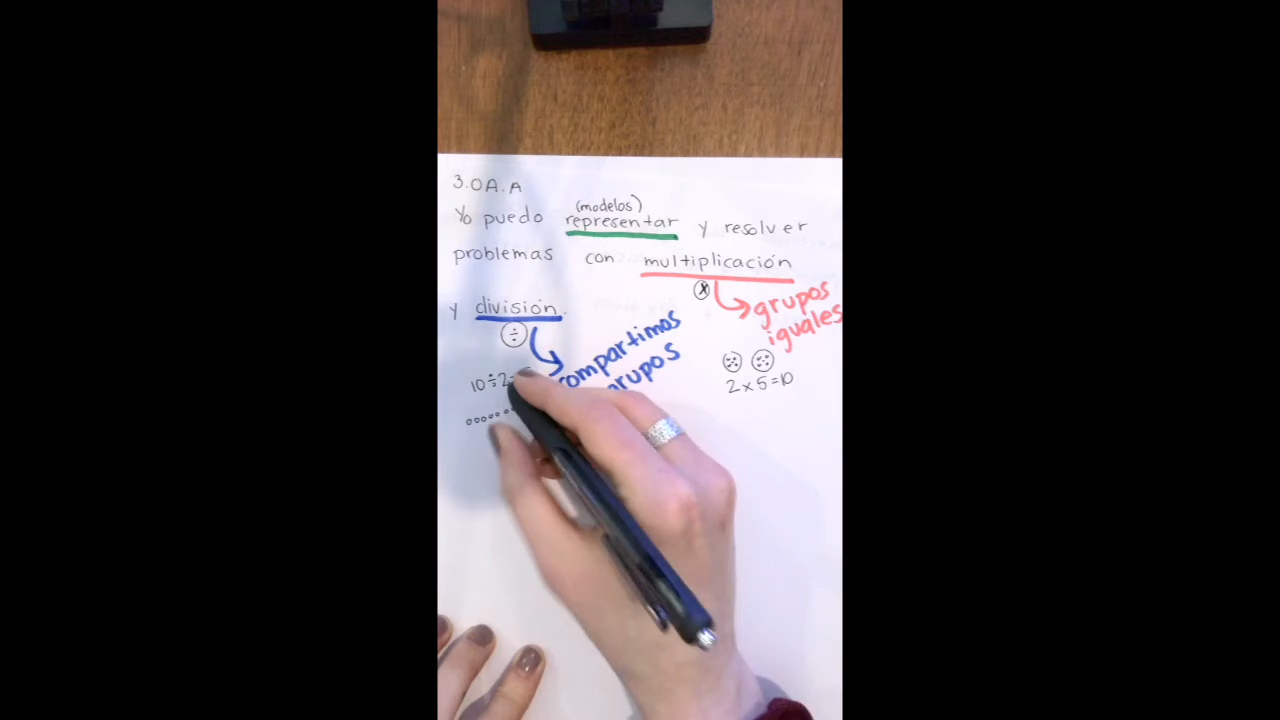 3.OA.A
(modelos)
Yo puedo representar y resolver
problemas con multiplicación
y división.
x
grupos
iguales
÷
compartimos
grupos
10÷2=
2x5=10